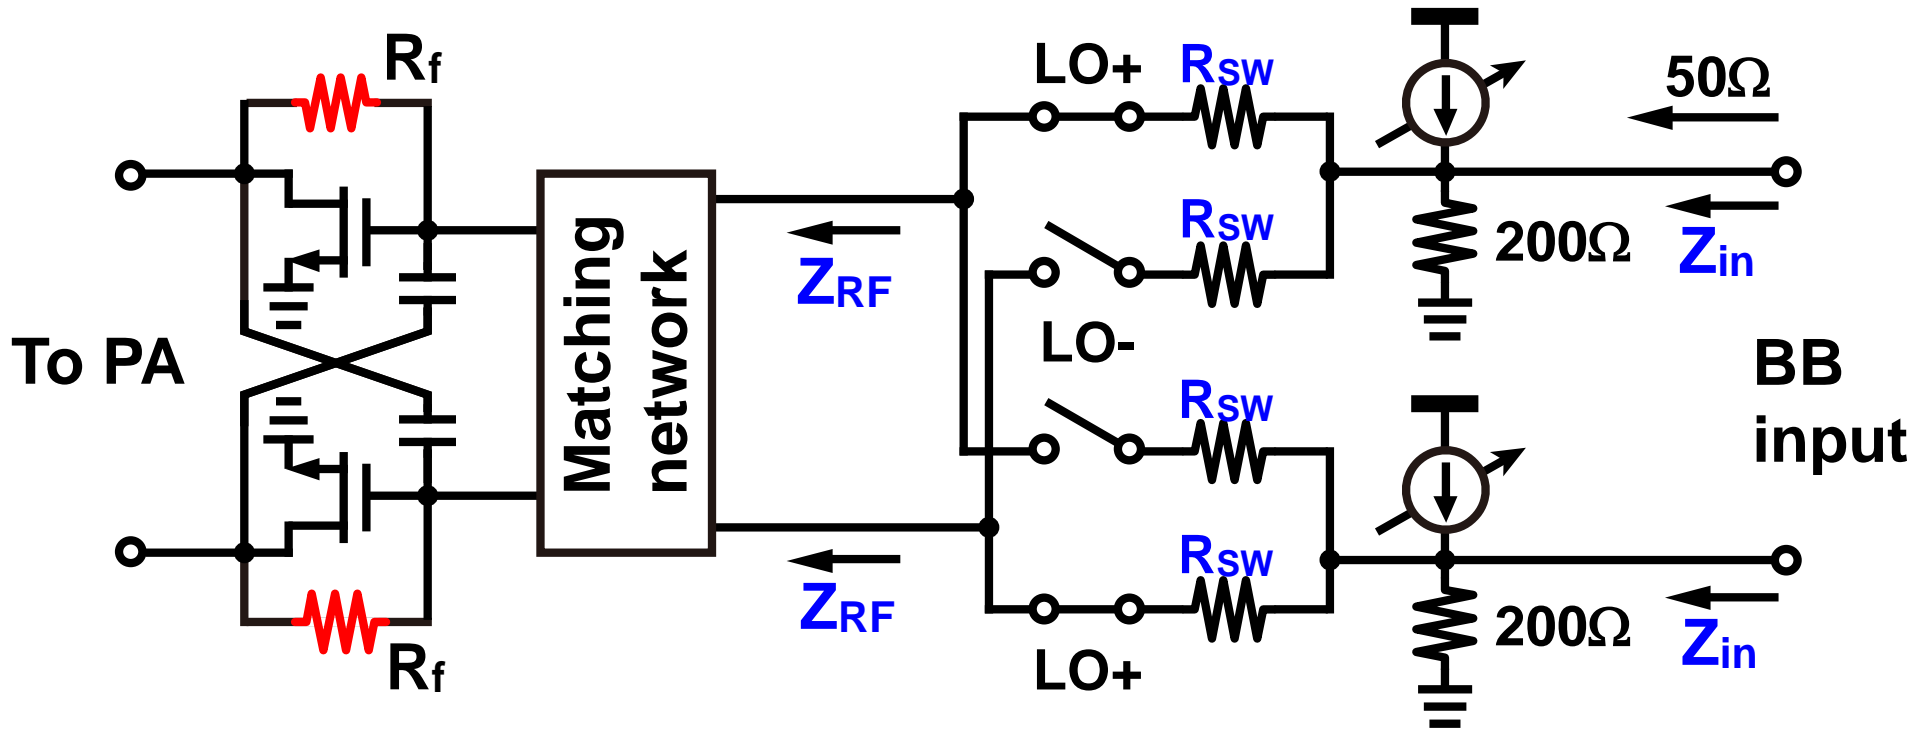 Rf
LO+
RSW
50Ω
RSW
Zin
200Ω
ZRF
LO-
To PA
Matching
network
BB
input
RSW
RSW
200Ω
Zin
ZRF
LO+
Rf